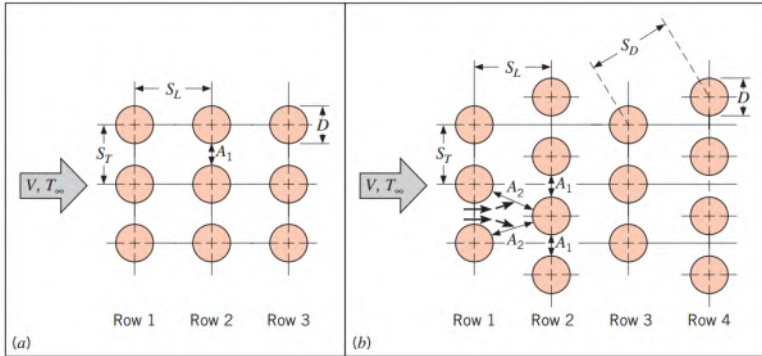 S_L
S_T
A_1
D
V, T_∞
Row 1 Row 2 Row 3
(a)
S_D
S_L
S_T
D
A_2
A_1
V, T_∞
A_2
A_1
Row 1 Row 2 Row 3 Row 4
(b)